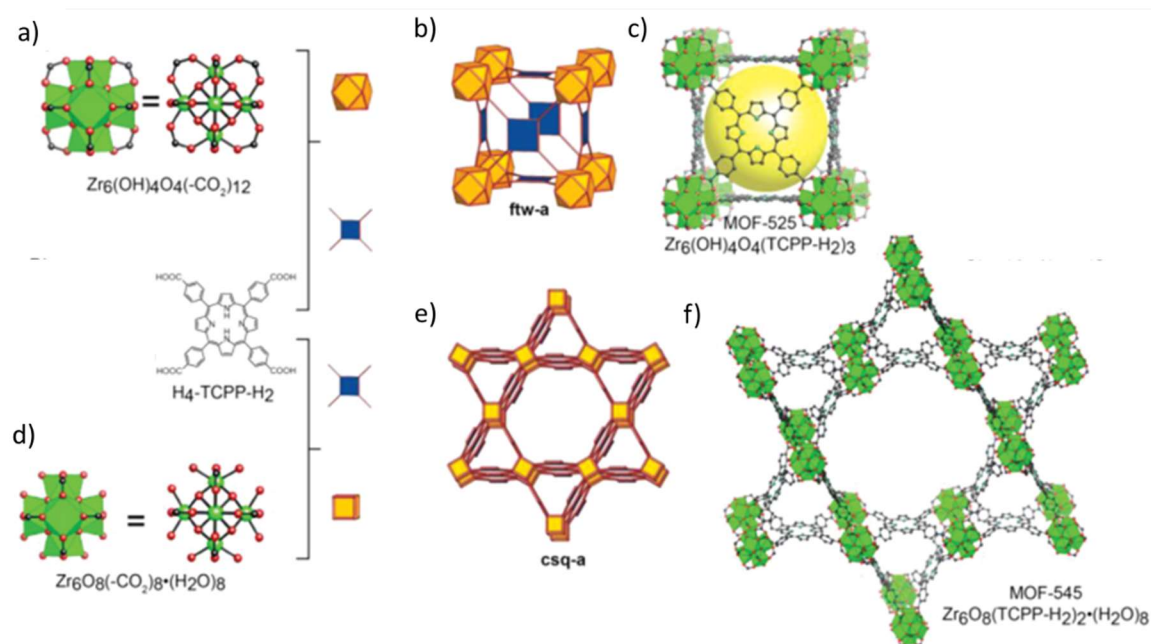 a)
b)
c)
Zr6(OH)4O4(-CO2)12
ftw-a
MOF-525
Zr6(OH)4O4(TCPP-H2)3
HOOC
COOH
N
H
N
N
H
N
HOOC
COOH
H4-TCPP-H2
e)
f)
d)
Zr6O8(-CO2)8•(H2O)8
csq-a
MOF-545
Zr6O8(TCPP-H2)2•(H2O)8